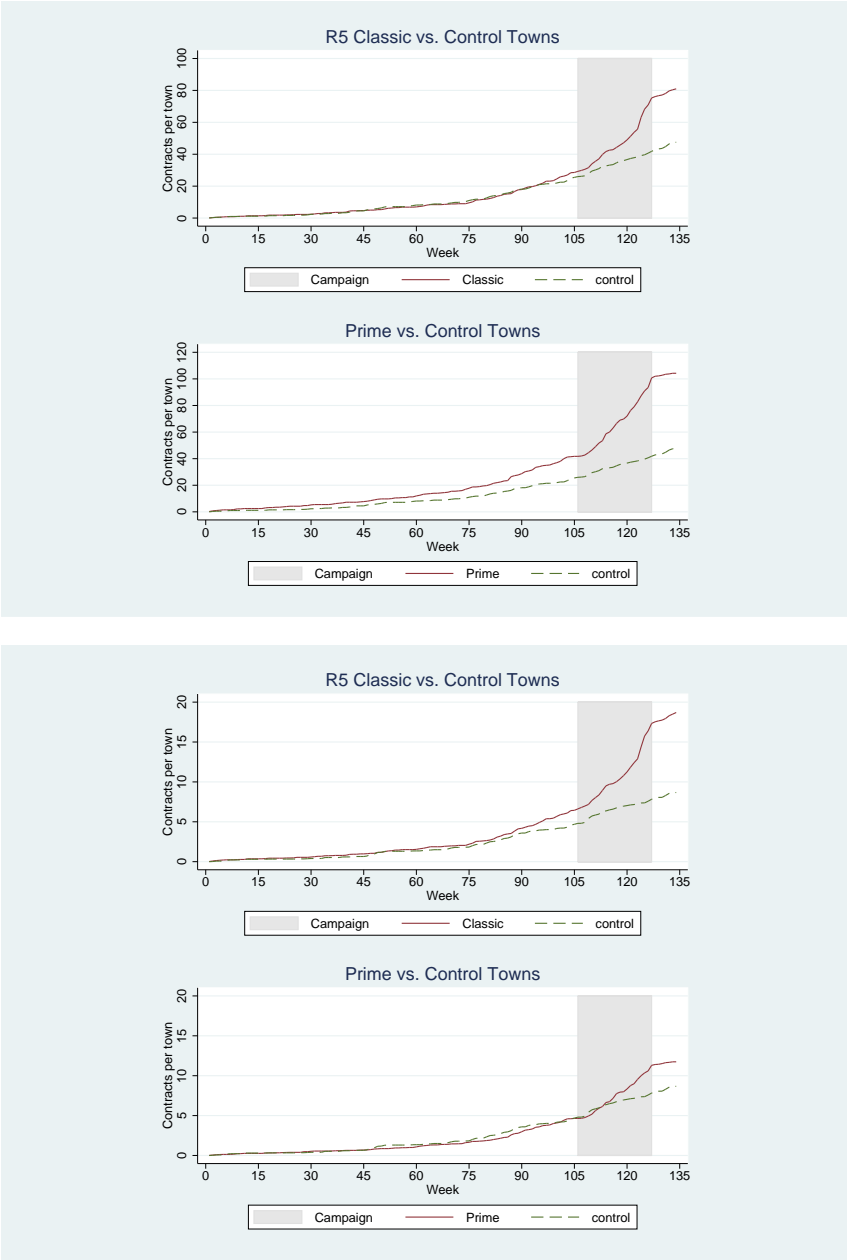 R5 Classic vs. Control Towns
Contracts per town
100
80
60
40
20
0
0 15 30 45 60 75 90 105 120 135
Week
Campaign Classic control
Prime vs. Control Towns
Contracts per town
120
100
80
60
40
20
0
0 15 30 45 60 75 90 105 120 135
Week
Campaign Prime control
R5 Classic vs. Control Towns
Contracts per town
20
15
10
5
0
0 15 30 45 60 75 90 105 120 135
Week
Campaign Classic control
Prime vs. Control Towns
Contracts per town
20
15
10
5
0
0 15 30 45 60 75 90 105 120 135
Week
Campaign Prime control